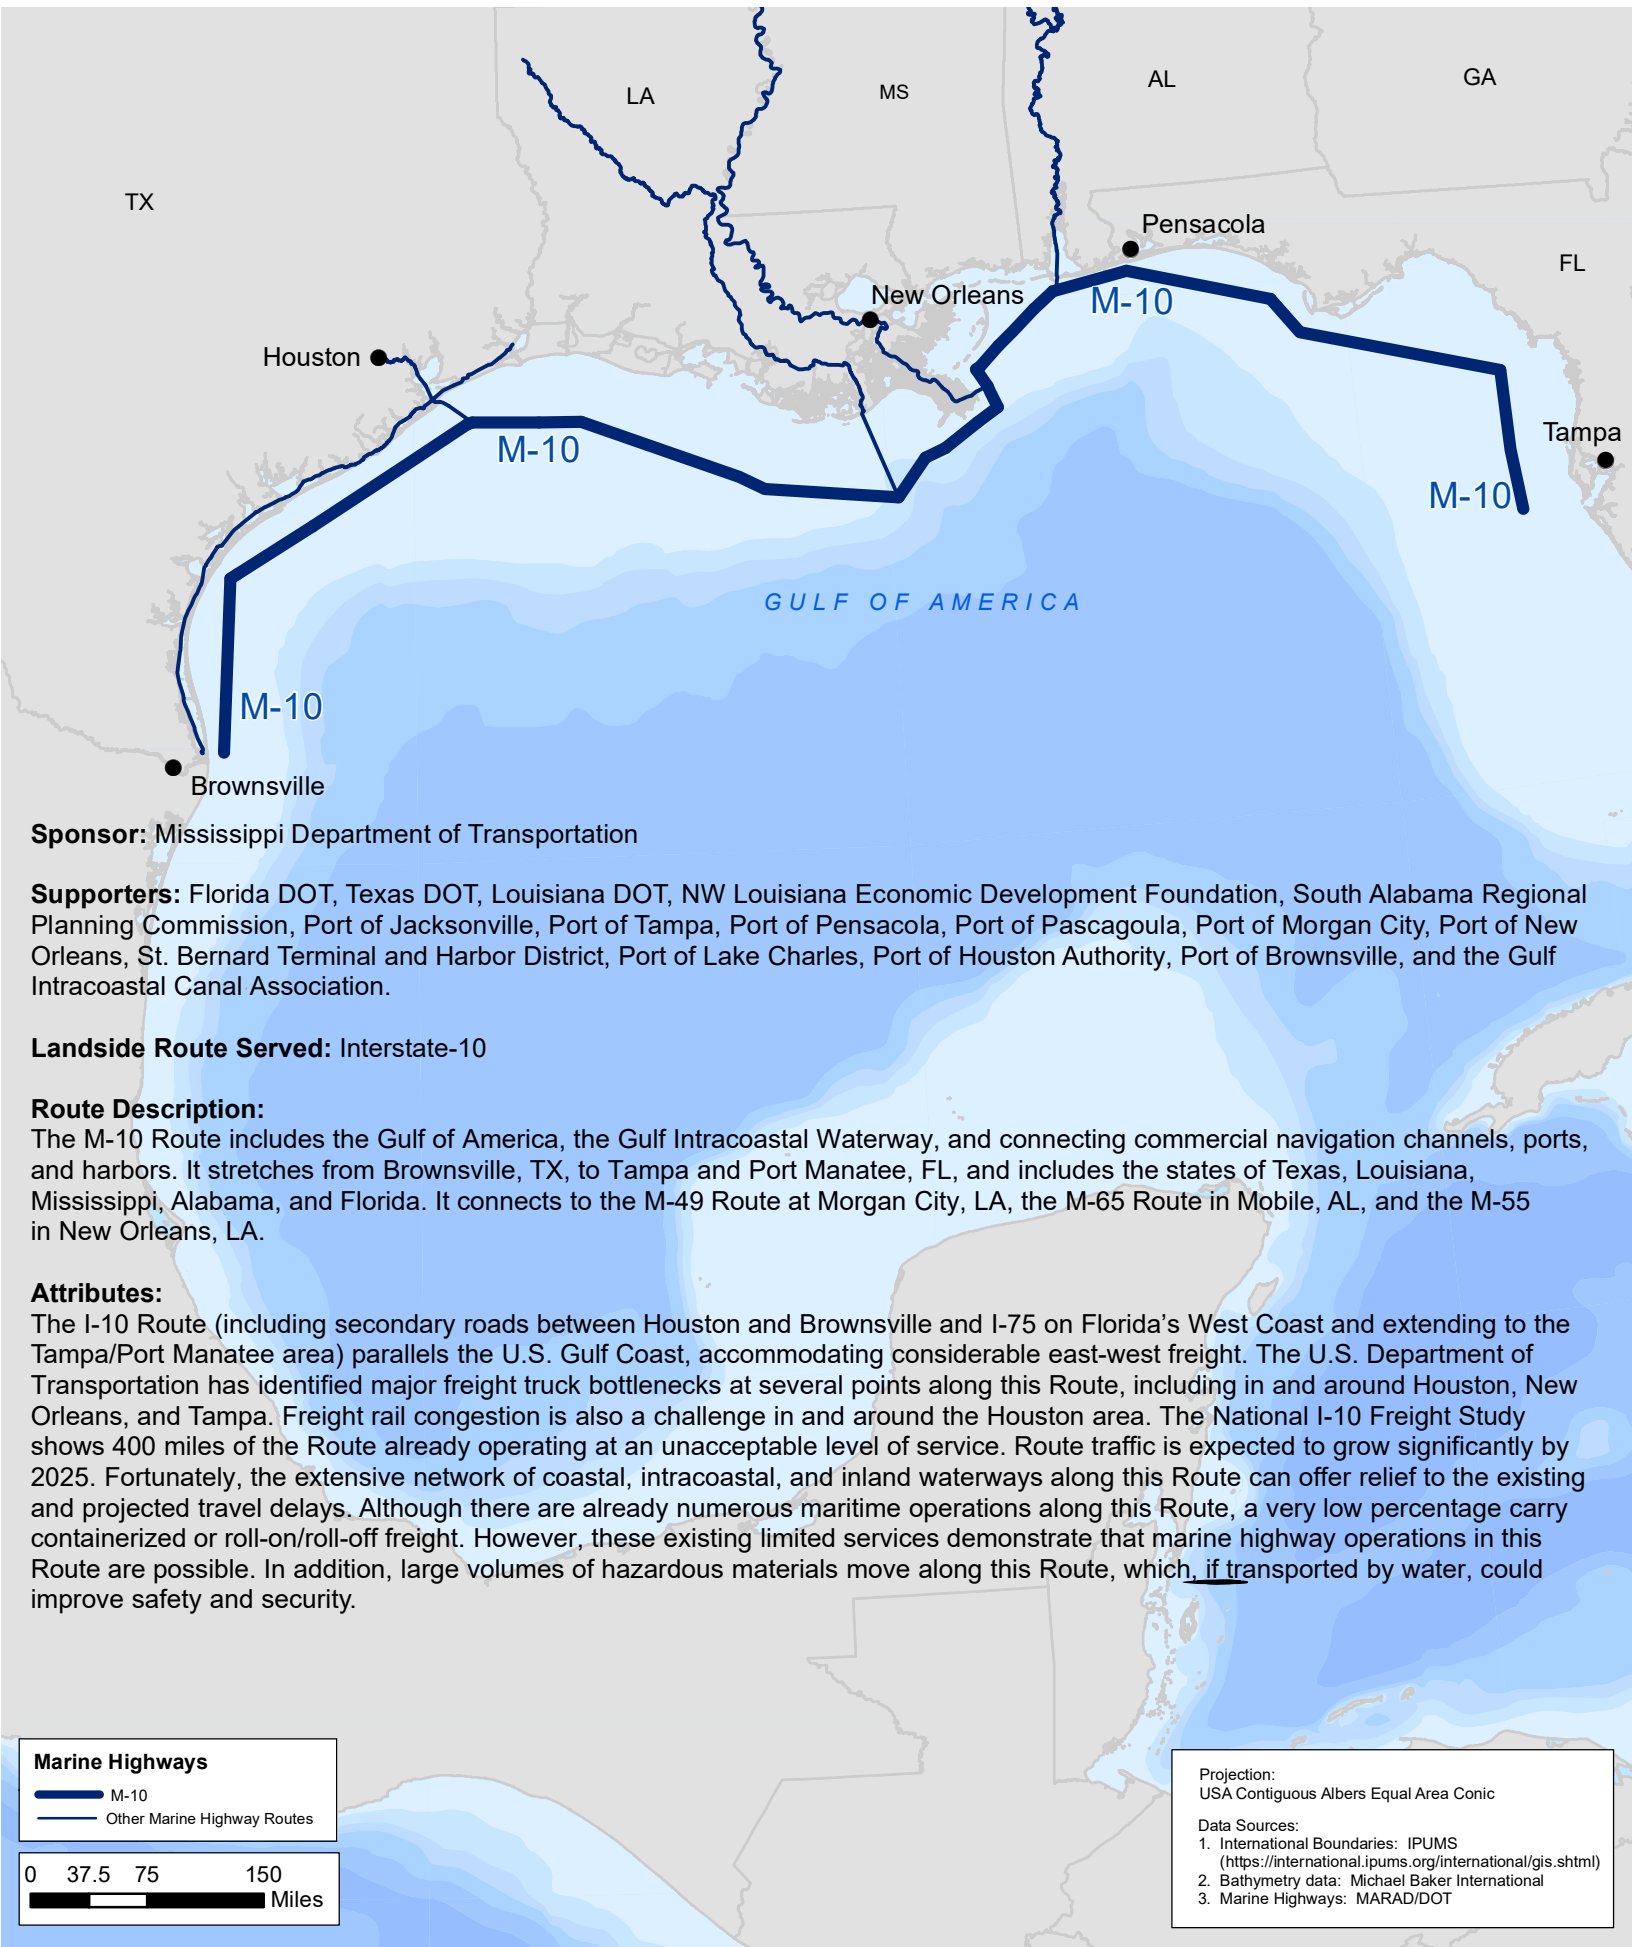 LA
MS
AL
GA
TX
Pensacola
FL
New Orleans
M-10
Houston
M-10
Tampa
M-10
GULF OF AMERICA
M-10
Brownsville
Sponsor: Mississippi Department of Transportation
Supporters: Florida DOT, Texas DOT, Louisiana DOT, NW Louisiana Economic Development Foundation, South Alabama Regional
Planning Commission, Port of Jacksonville, Port of Tampa, Port of Pensacola, Port of Pascagoula, Port of Morgan City, Port of New
Orleans, St. Bernard Terminal and Harbor District, Port of Lake Charles, Port of Houston Authority, Port of Brownsville, and the Gulf
Intracoastal Canal Association.
Landside Route Served: Interstate-10
Route Description:
The M-10 Route includes the Gulf of America, the Gulf Intracoastal Waterway, and connecting commercial navigation channels, ports,
and harbors. It stretches from Brownsville, TX, to Tampa and Port Manatee, FL, and includes the states of Texas, Louisiana,
Mississippi, Alabama, and Florida. It connects to the M-49 Route at Morgan City, LA, the M-65 Route in Mobile, AL, and the M-55
in New Orleans, LA.
Attributes:
The I-10 Route (including secondary roads between Houston and Brownsville and I-75 on Florida’s West Coast and extending to the
Tampa/Port Manatee area) parallels the U.S. Gulf Coast, accommodating considerable east-west freight. The U.S. Department of
Transportation has identified major freight truck bottlenecks at several points along this Route, including in and around Houston, New
Orleans, and Tampa. Freight rail congestion is also a challenge in and around the Houston area. The National I-10 Freight Study
shows 400 miles of the Route already operating at an unacceptable level of service. Route traffic is expected to grow significantly by
2025. Fortunately, the extensive network of coastal, intracoastal, and inland waterways along this Route can offer relief to the existing
and projected travel delays. Although there are already numerous maritime operations along this Route, a very low percentage carry
containerized or roll-on/roll-off freight. However, these existing limited services demonstrate that marine highway operations in this
Route are possible. In addition, large volumes of hazardous materials move along this Route, which, if transported by water, could
improve safety and security.
Marine Highways
M-10
Other Marine Highway Routes
0 37.5 75 150
Miles
Projection:
USA Contiguous Albers Equal Area Conic
Data Sources:
1. International Boundaries: IPUMS
(https://international.ipums.org/international/gis.shtml)
2. Bathymetry data: Michael Baker International
3. Marine Highways: MARAD/DOT